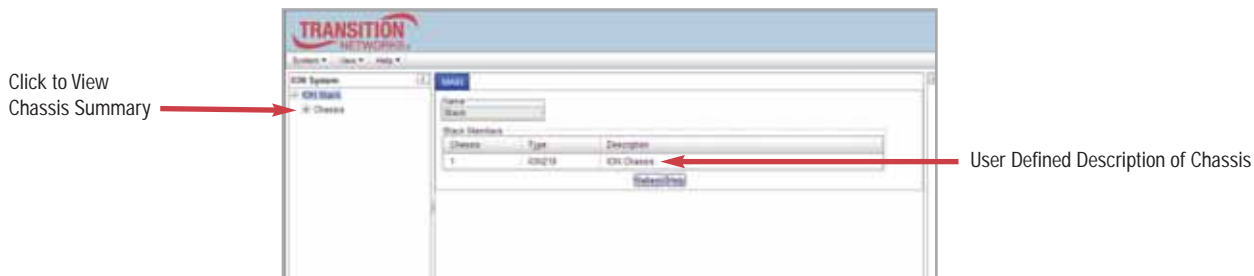 TRANSITION
NETWORKS
System View Help
Click to View
Chassis Summary
ION System
ION Stack
Chassis
MAIN
Name
Stack
Stack Members
Chassis Type Description
1 ION219 ION Chassis
User Defined Description of Chassis
Refresh Help